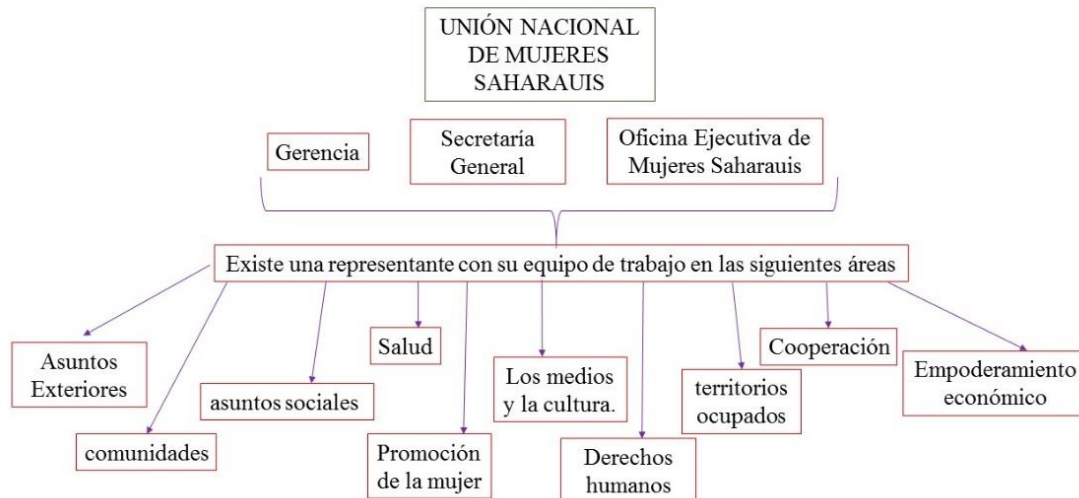 UNIÓN NACIONAL
DE MUJERES
SAHARAUIS
Gerencia
Secretaría
General
Oficina Ejecutiva de
Mujeres Saharauis
Existe una representante con su equipo de trabajo en las siguientes áreas
Asuntos
Exteriores
comunidades
asuntos sociales
Salud
Promoción
de la mujer
Los medios
y la cultura.
Derechos
humanos
territorios
ocupados
Cooperación
Empoderamiento
económico